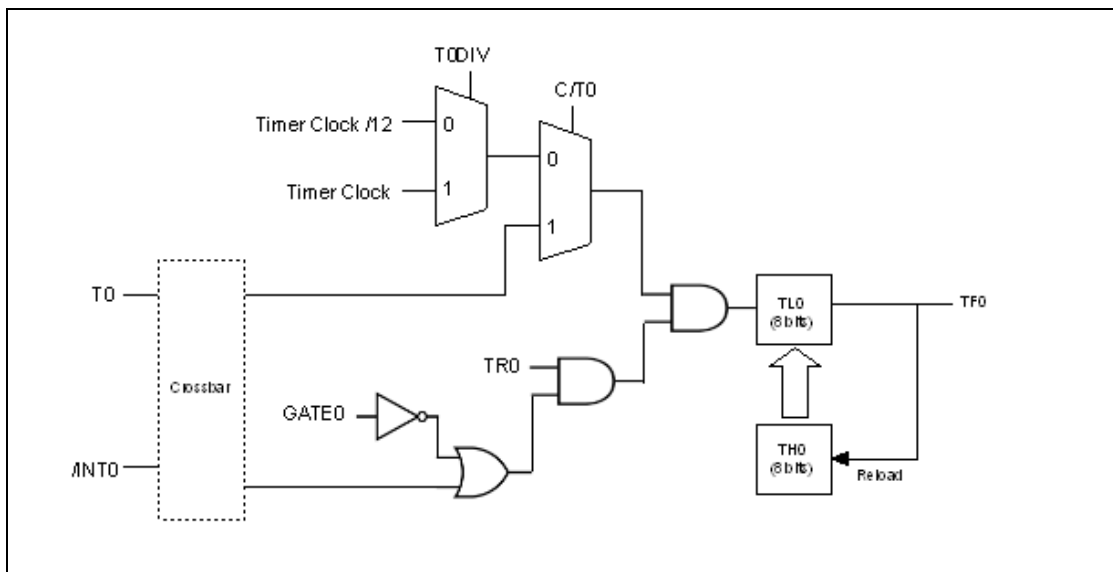 T0DIV
C/T0
Timer Clock /12
0
0
Timer Clock
1
1
T0
TL0
(8 bits)
TF0
TR0
Crossbar
GATE0
TH0
(8 bits)
/INT0
Reload